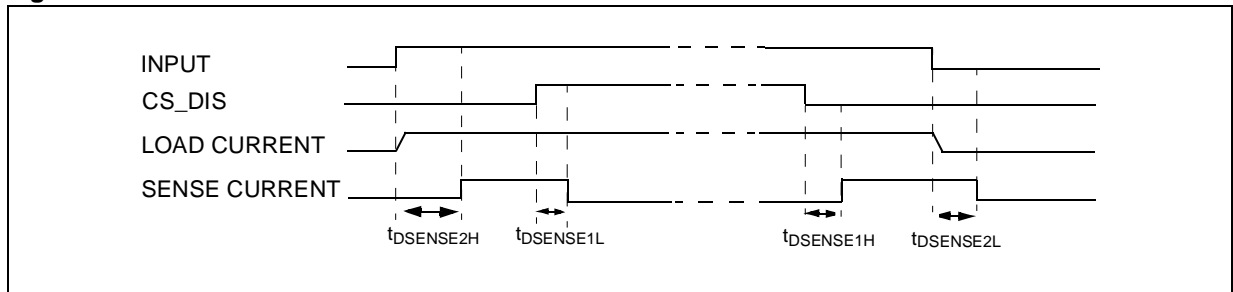 INPUT
CS_DIS
LOAD CURRENT
SENSE CURRENT
tDSENSE2H
tDSENSE1L
tDSENSE1H
tDSENSE2L